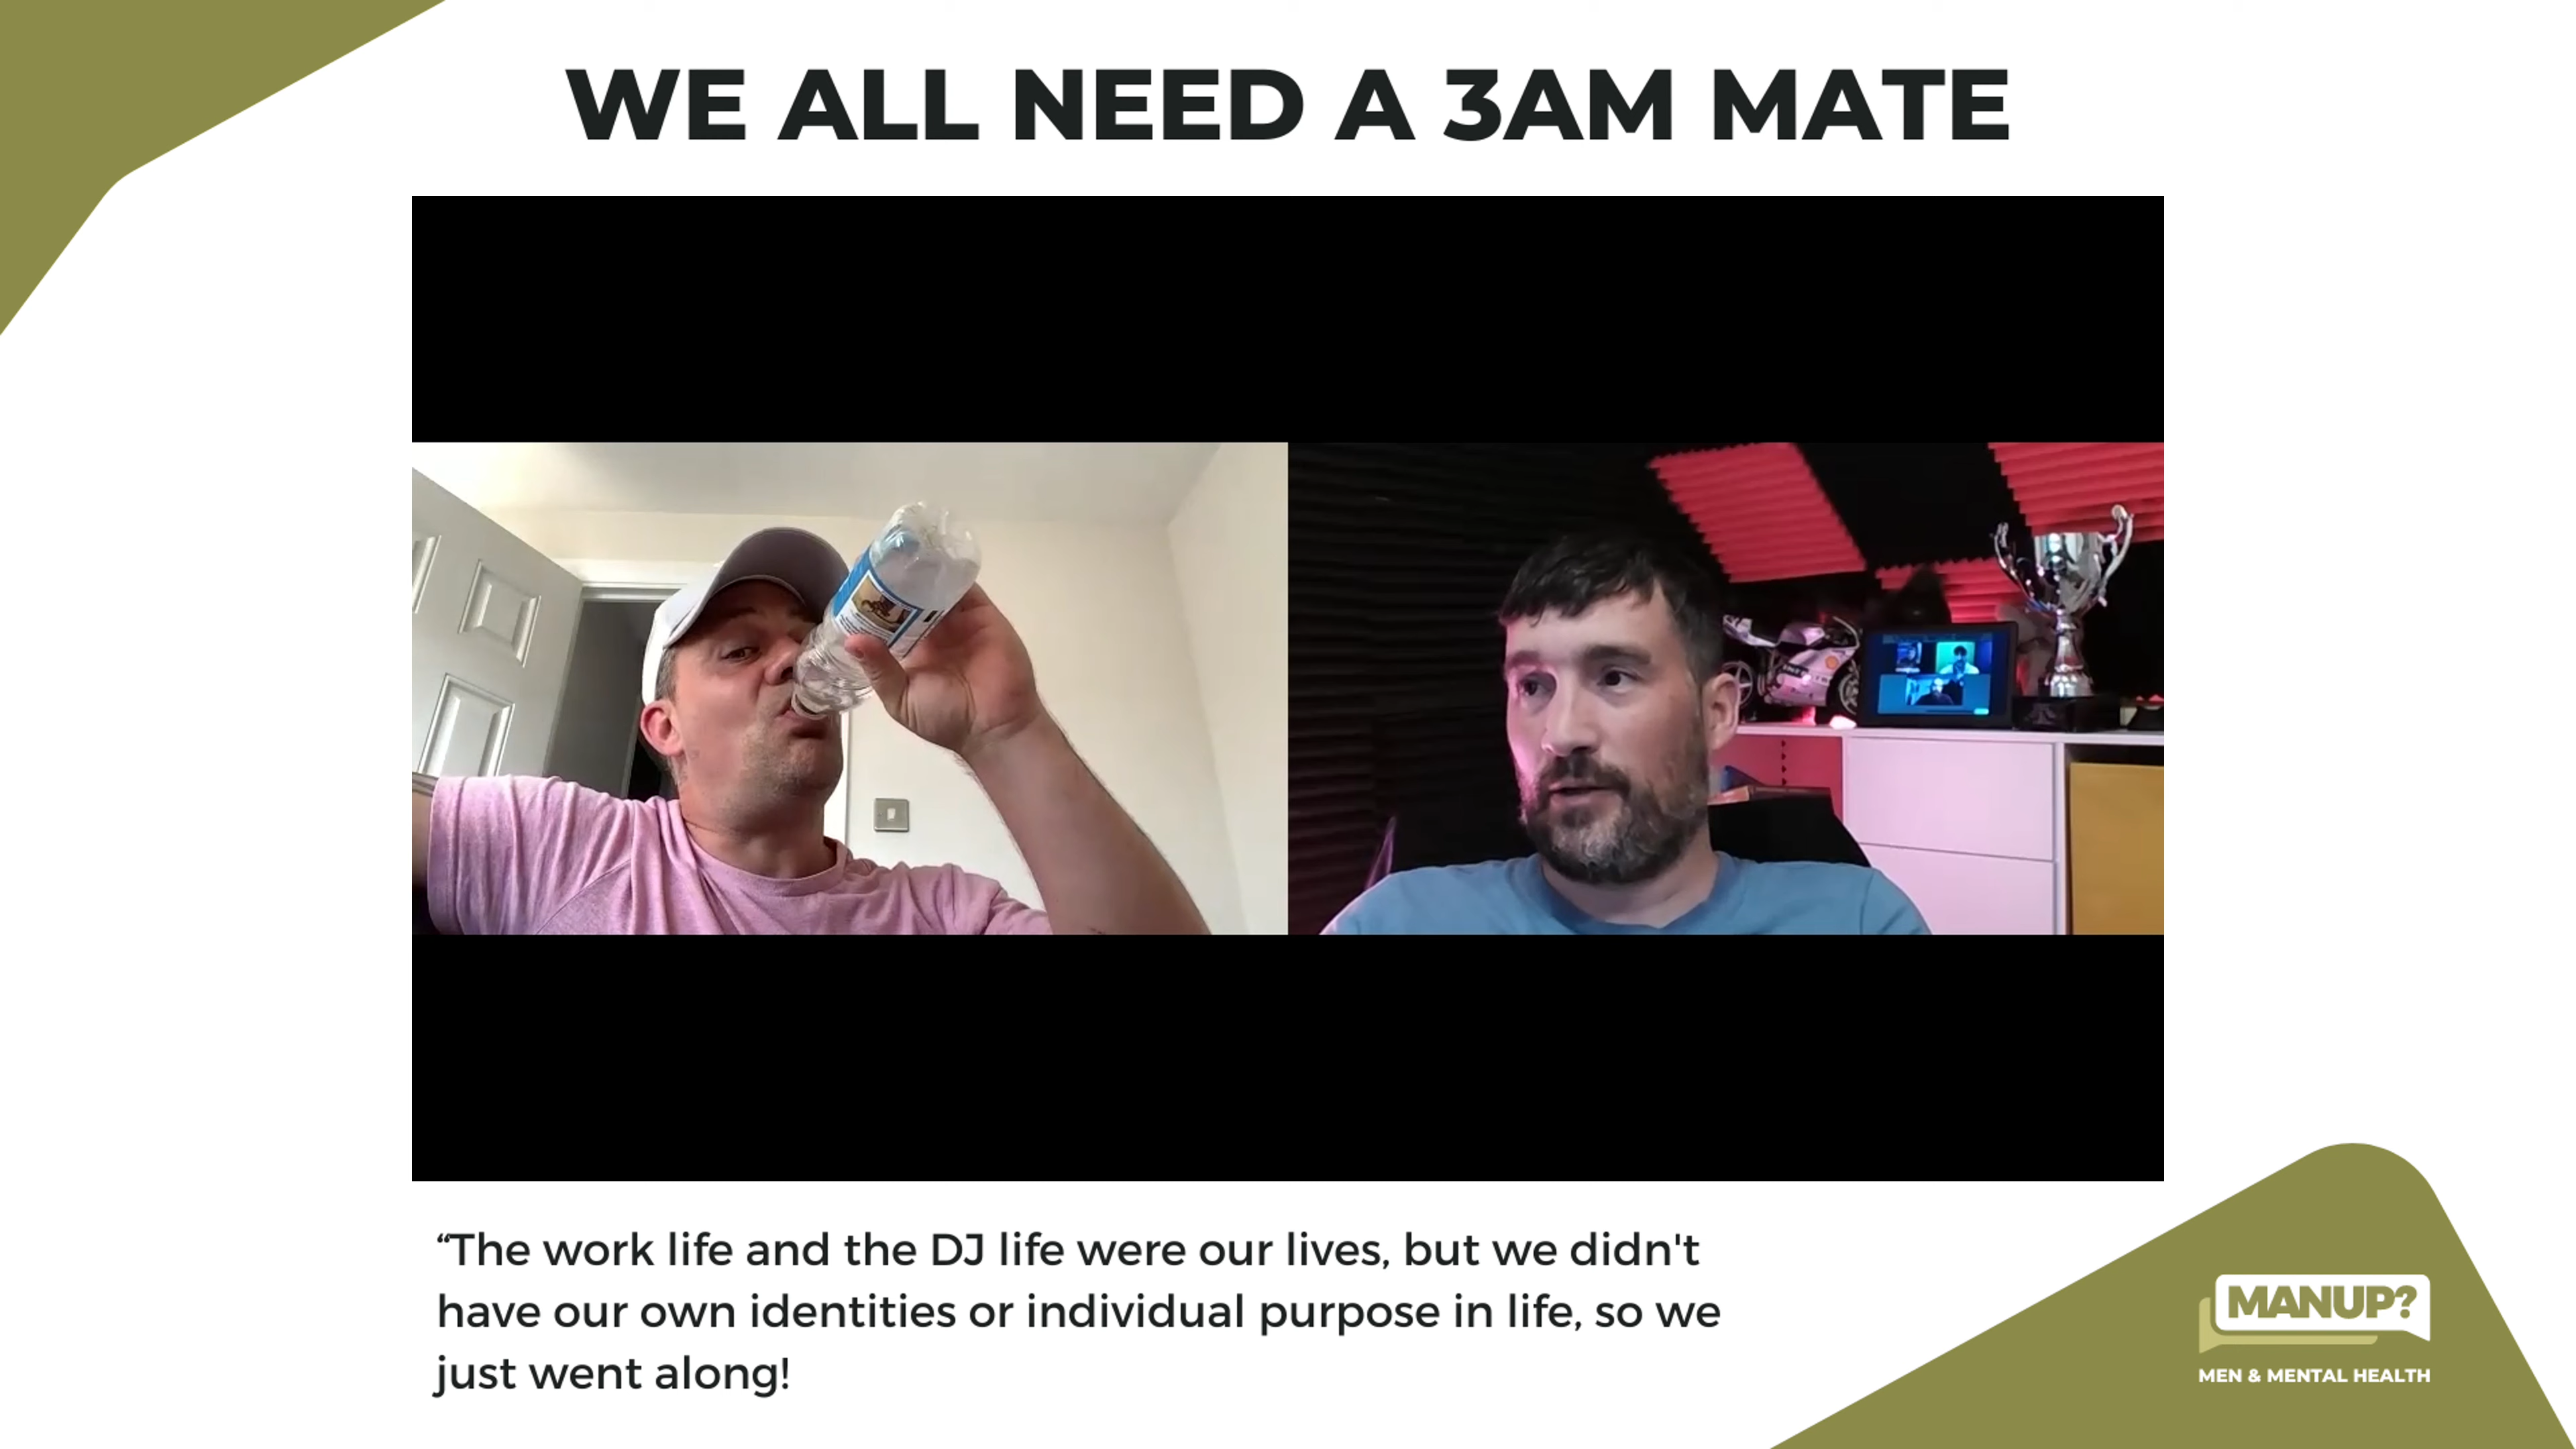 WE ALL NEED A 3AM MATE
“The work life and the DJ life were our lives, but we didn't
have our own identities or individual purpose in life, so we
just went along!
MANUP?
MEN & MENTAL HEALTH